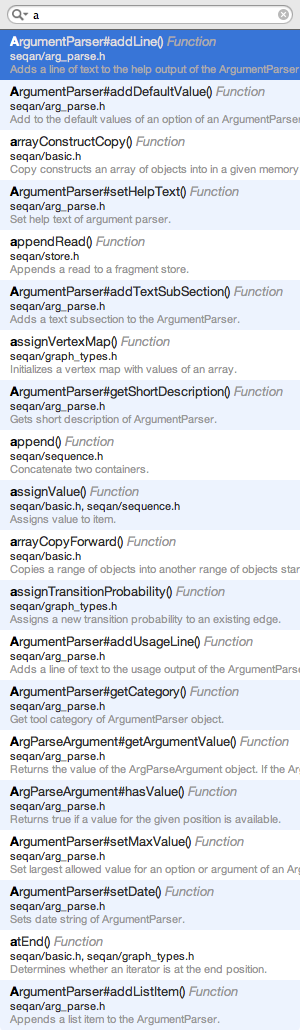 a
ArgumentParser#addLine() Function
seqan/arg_parse.h
Adds a line of text to the help output of the ArgumentParser
ArgumentParser#addDefaultValue() Function
seqan/arg_parse.h
Add to the default values of an option of an ArgumentParser
arrayConstructCopy() Function
seqan/basic.h
Copy constructs an array of objects into in a given memory
ArgumentParser#setHelpText() Function
seqan/arg_parse.h
Set help text of argument parser.
appendRead() Function
seqan/store.h
Appends a read to a fragment store.
ArgumentParser#addTextSubSection() Function
seqan/arg_parse.h
Adds a text subsection to the ArgumentParser.
assignVertexMap() Function
seqan/graph_types.h
Initializes a vertex map with values of an array.
ArgumentParser#getShortDescription() Function
seqan/arg_parse.h
Gets short description of ArgumentParser.
append() Function
seqan/sequence.h
Concatenate two containers.
assignValue() Function
seqan/basic.h, seqan/sequence.h
Assigns value to item.
arrayCopyForward() Function
seqan/basic.h
Copies a range of objects into another range of objects star
assignTransitionProbability() Function
seqan/graph_types.h
Assigns a new transition probability to an existing edge.
ArgumentParser#addUsageLine() Function
seqan/arg_parse.h
Adds a line of text to the usage output of the ArgumentParse
ArgumentParser#getCategory() Function
seqan/arg_parse.h
Get tool category of ArgumentParser object.
ArgParseArgument#getArgumentValue() Function
seqan/arg_parse.h
Returns the value of the ArgParseArgument object. If the Ar
ArgParseArgument#hasValue() Function
seqan/arg_parse.h
Returns true if a value for the given position is available.
ArgumentParser#setMaxValue() Function
seqan/arg_parse.h
Set largest allowed value for an option or argument of an Ar
ArgumentParser#setDate() Function
seqan/arg_parse.h
Sets date string of ArgumentParser.
atEnd() Function
seqan/basic.h, seqan/graph_types.h
Determines whether an iterator is at the end position.
ArgumentParser#addListItem() Function
seqan/arg_parse.h
Appends a list item to the ArgumentParser.